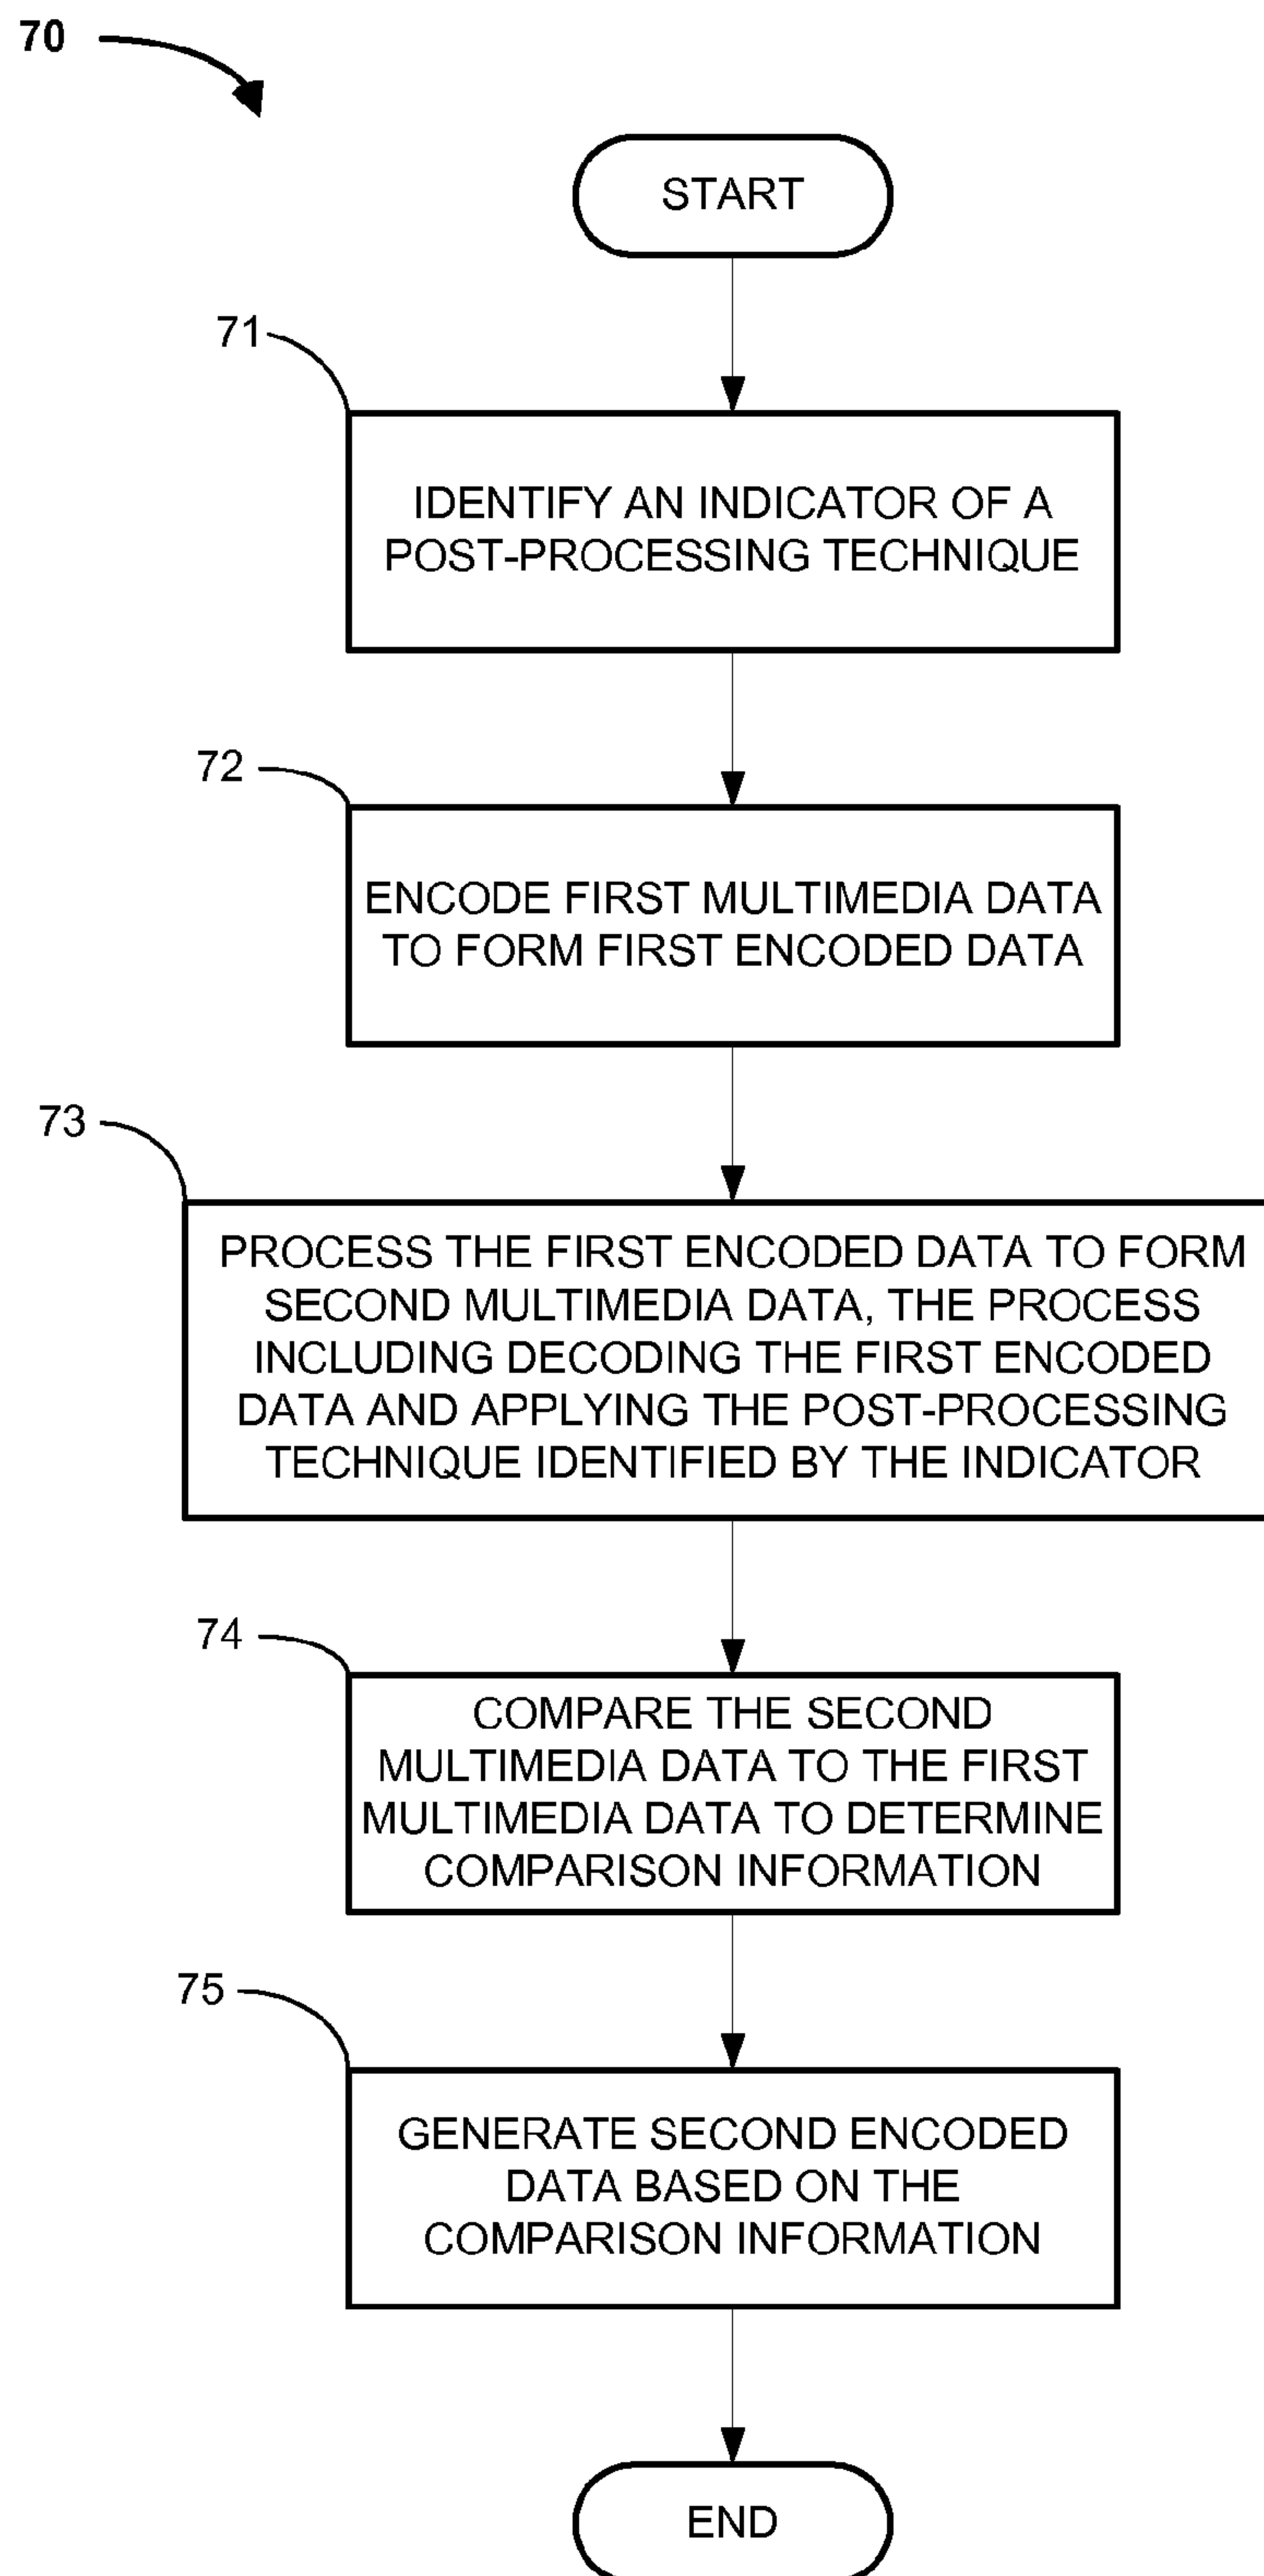 70
START
71
IDENTIFY AN INDICATOR OF A
POST-PROCESSING TECHNIQUE
72
ENCODE FIRST MULTIMEDIA DATA
TO FORM FIRST ENCODED DATA
73
PROCESS THE FIRST ENCODED DATA TO FORM
SECOND MULTIMEDIA DATA, THE PROCESS
INCLUDING DECODING THE FIRST ENCODED
DATA AND APPLYING THE POST-PROCESSING
TECHNIQUE IDENTIFIED BY THE INDICATOR
74
COMPARE THE SECOND
MULTIMEDIA DATA TO THE FIRST
MULTIMEDIA DATA TO DETERMINE
COMPARISON INFORMATION
75
GENERATE SECOND ENCODED
DATA BASED ON THE
COMPARISON INFORMATION
END